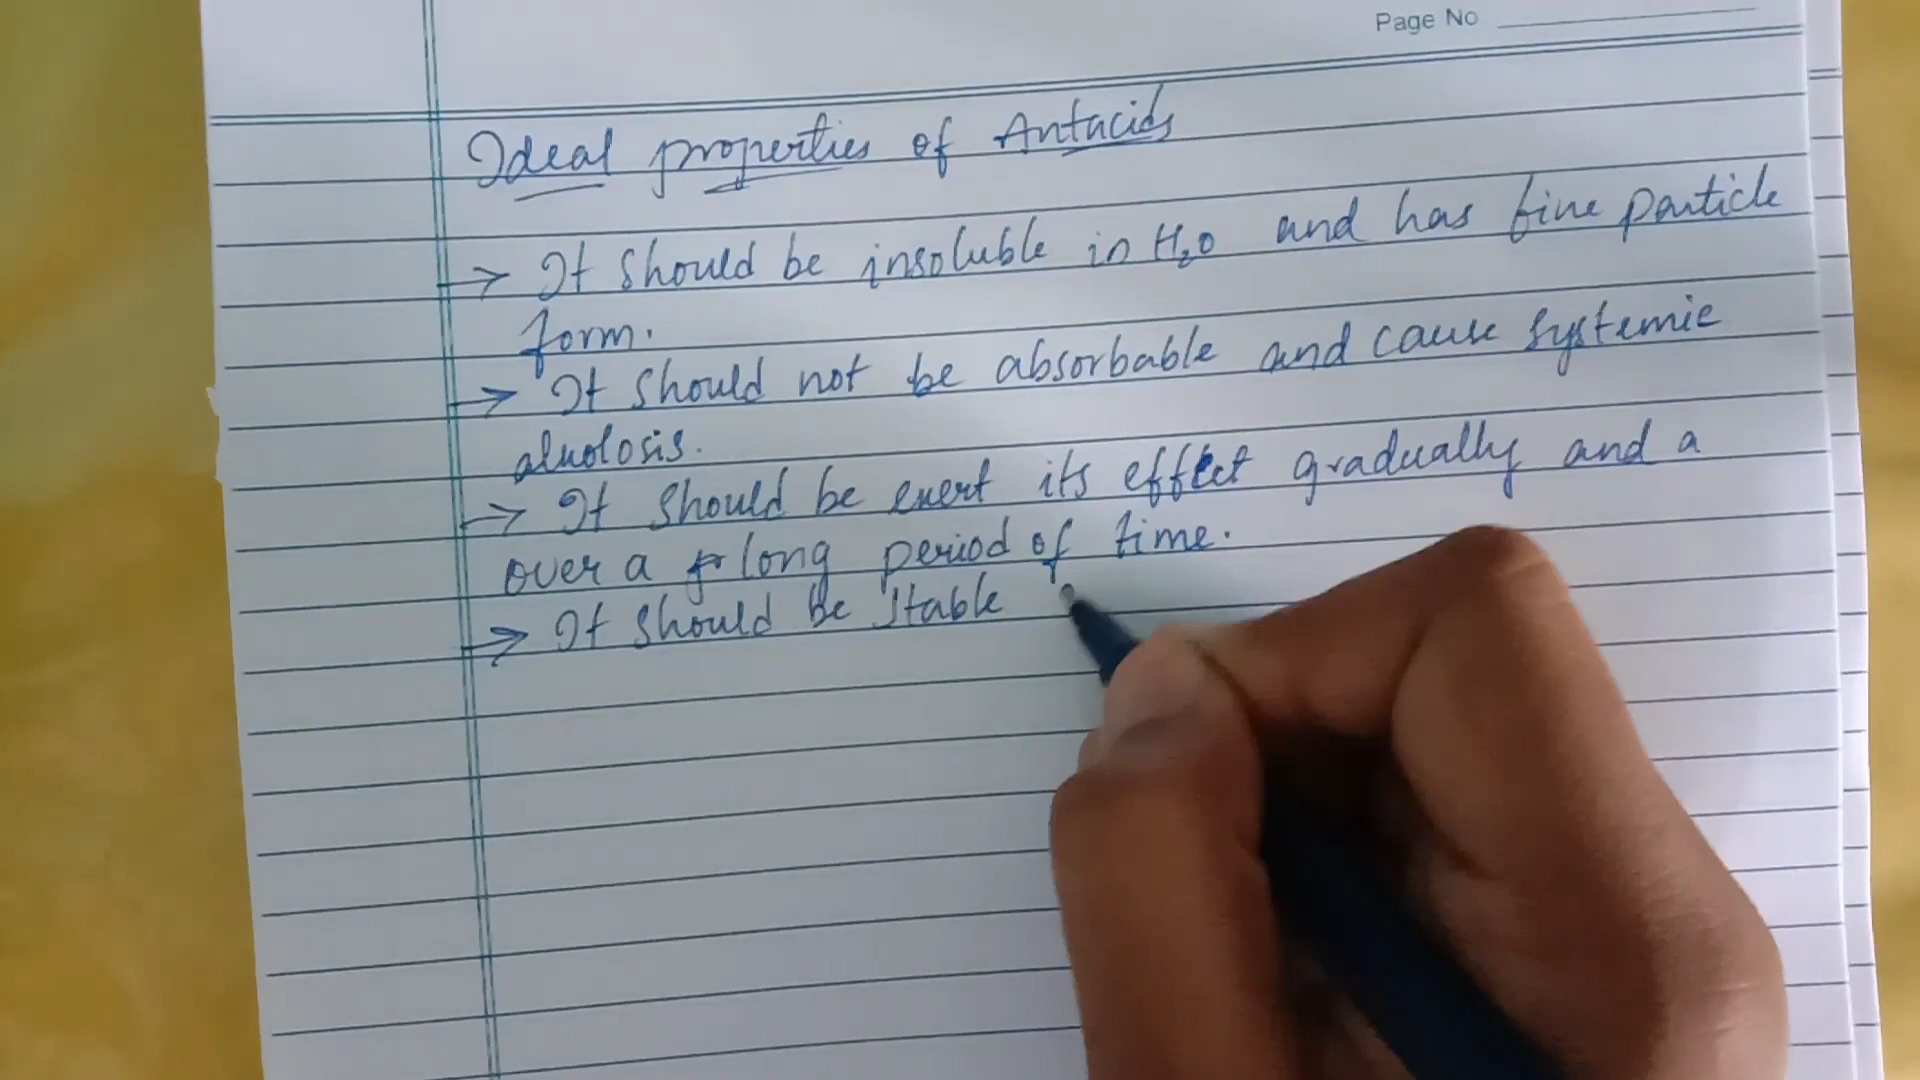 Page No
Ideal properties of Antacids
→ It should be insoluble in H₂O and has fine particle
form.
→ It should not be absorbable and cause systemic
alkolosis.
→ It should be exert its effect gradually and a
over a long period of time.
→ It should be stable